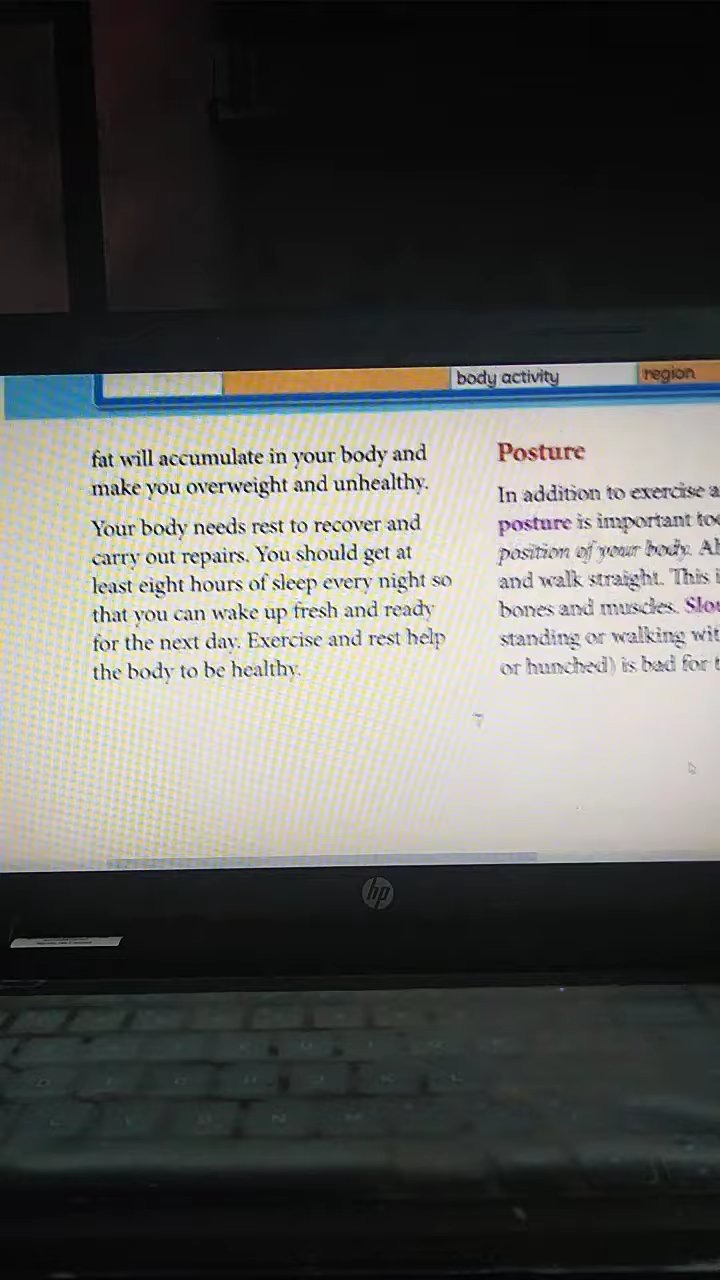 body activity
region
fat will accumulate in your body and
make you overweight and unhealthy.
Your body needs rest to recover and
carry out repairs. You should get at
least eight hours of sleep every night so
that you can wake up fresh and ready
for the next day. Exercise and rest help
the body to be healthy.
Posture
In addition to exercise a
posture is important too
position of your body. Al
and walk straight. This i
bones and muscles. Slou
standing or walking wit
or hunched) is bad for t
hp